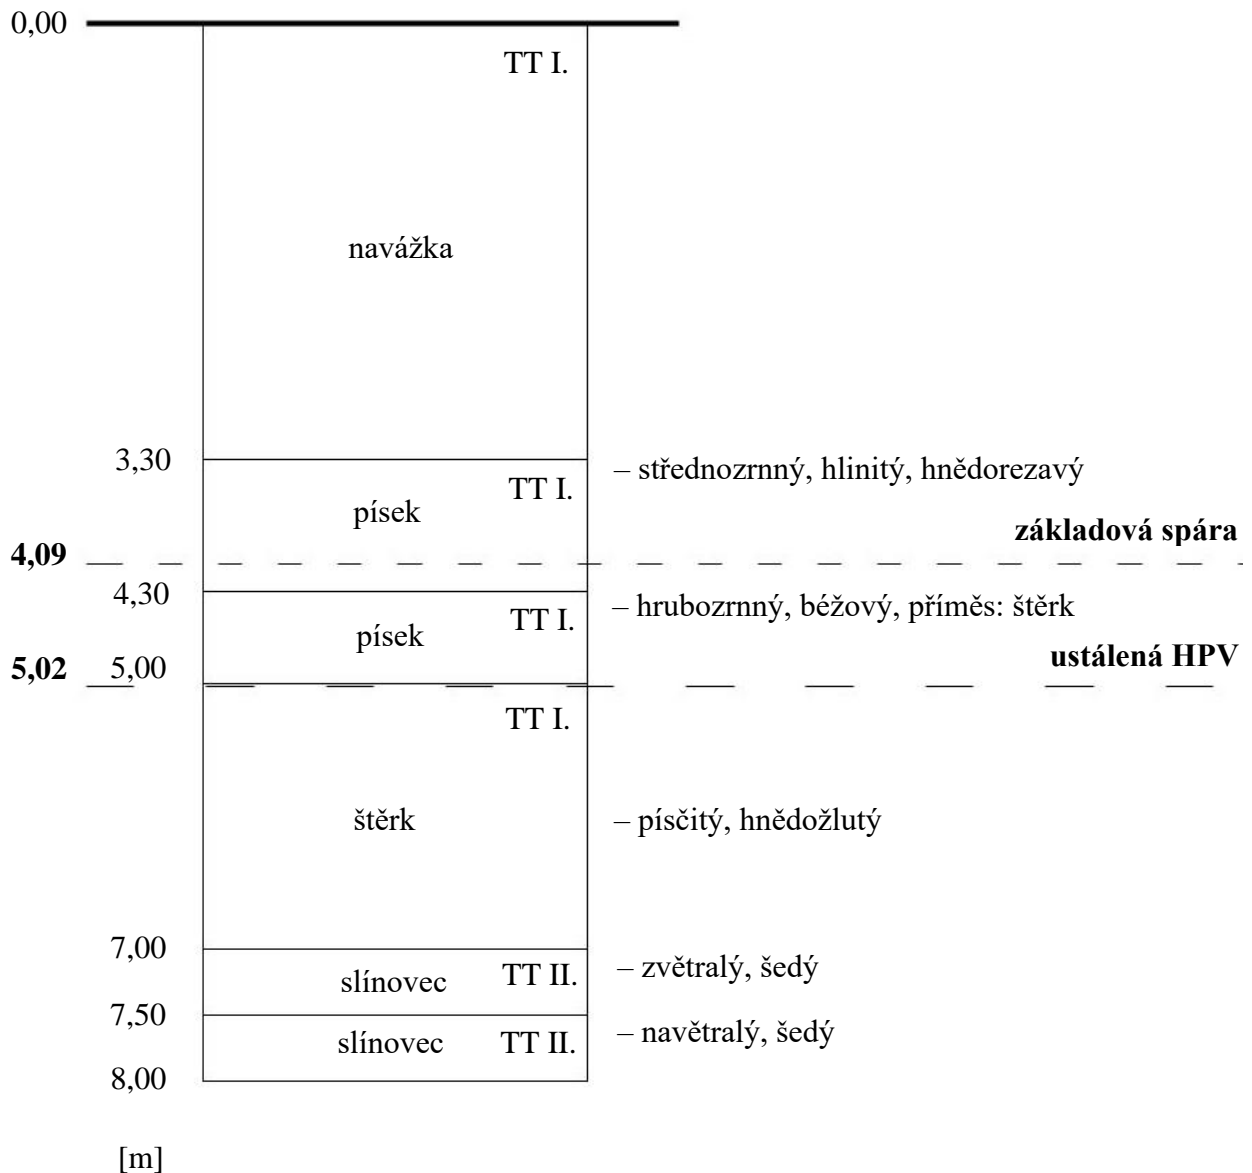 0,00
TT I.
navážka
3,30
– střednozrnný, hlinitý, hnědorezavý
TT I.
písek
základová spára
4,09
4,30
– hrubozrnný, béžový, příměs: štěrk
TT I.
písek
ustálená HPV
5,02 5,00
TT I.
štěrk
– písčitý, hnědožlutý
7,00
– zvětralý, šedý
slínovec TT II.
7,50
– navětralý, šedý
slínovec TT II.
8,00
[m]